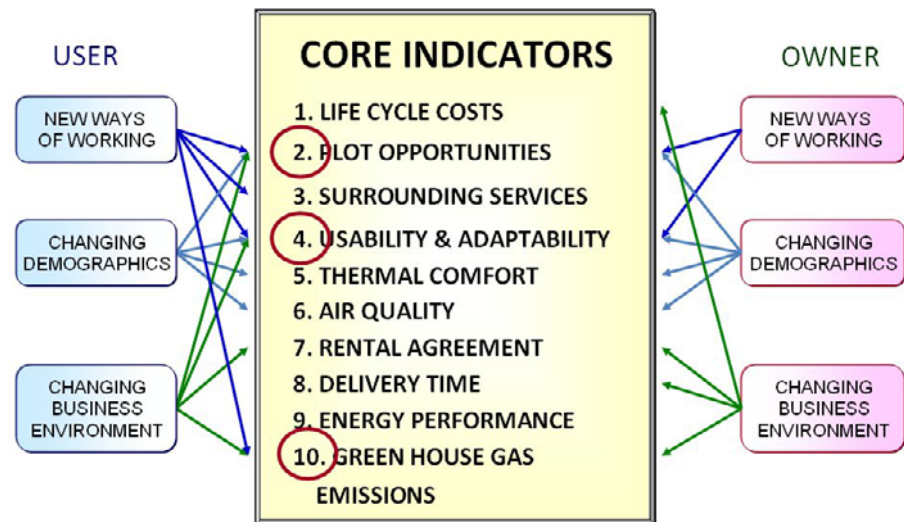 USER
NEW WAYS
OF WORKING
CHANGING
DEMOGRAPHICS
CHANGING
BUSINESS
ENVIRONMENT
CORE INDICATORS
1. LIFE CYCLE COSTS
2. PLOT OPPORTUNITIES
3. SURROUNDING SERVICES
4. USABILITY & ADAPTABILITY
5. THERMAL COMFORT
6. AIR QUALITY
7. RENTAL AGREEMENT
8. DELIVERY TIME
9. ENERGY PERFORMANCE
10. GREEN HOUSE GAS
EMISSIONS
OWNER
NEW WAYS
OF WORKING
CHANGING
DEMOGRAPHICS
CHANGING
BUSINESS
ENVIRONMENT